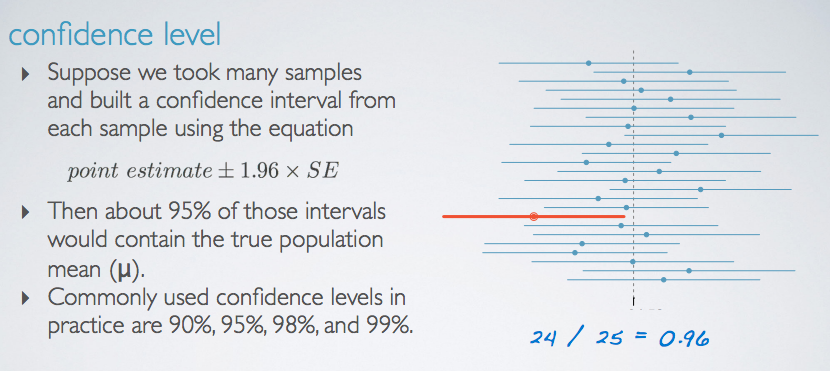 confidence level
Suppose we took many samples
and built a confidence interval from
each sample using the equation
point estimate ± 1.96 × SE
Then about 95% of those intervals
would contain the true population
mean (μ).
Commonly used confidence levels in
practice are 90%, 95%, 98%, and 99%.
24 / 25 = 0.96